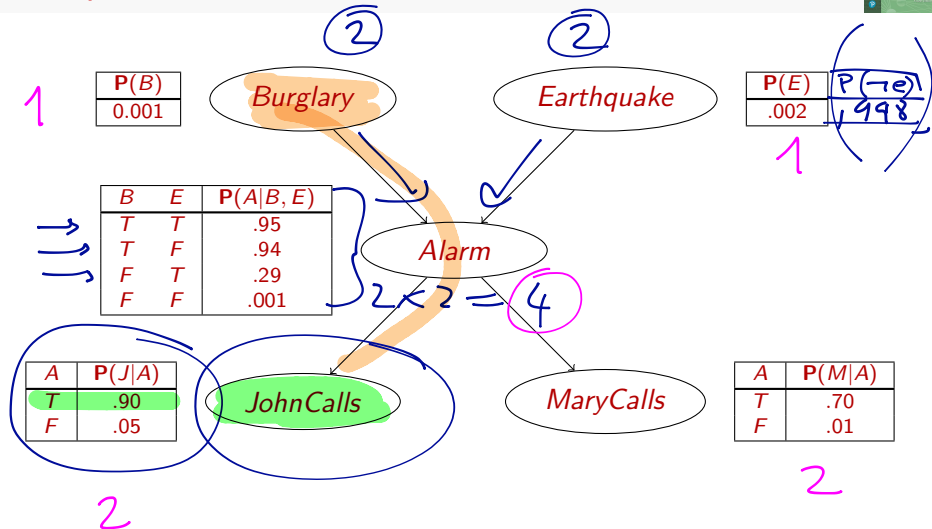 2 2
P(B)
0.001
1
Burglary
Earthquake
P(E) P(¬e)
.002 .998
1
B E P(A|B, E)
T T .95
T F .94
F T .29
F F .001
Alarm
2 × 2 = 4
A P(J|A)
T .90
F .05
2
JohnCalls
MaryCalls
A P(M|A)
T .70
F .01
2